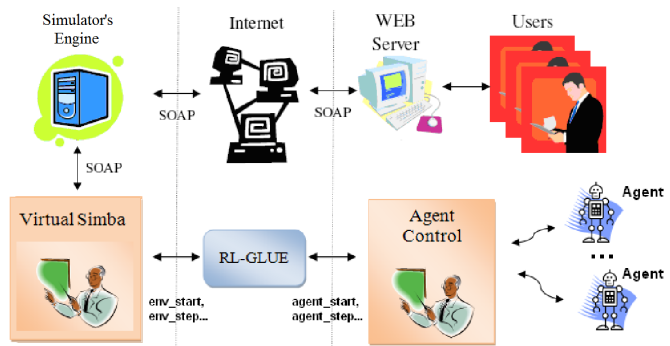 Simulator's
Engine
Internet
WEB
Server
Users
SOAP
SOAP
SOAP
Virtual Simba
RL-GLUE
Agent
Control
Agent
...
Agent
env_start,
env_step...
agent_start,
agent_step...